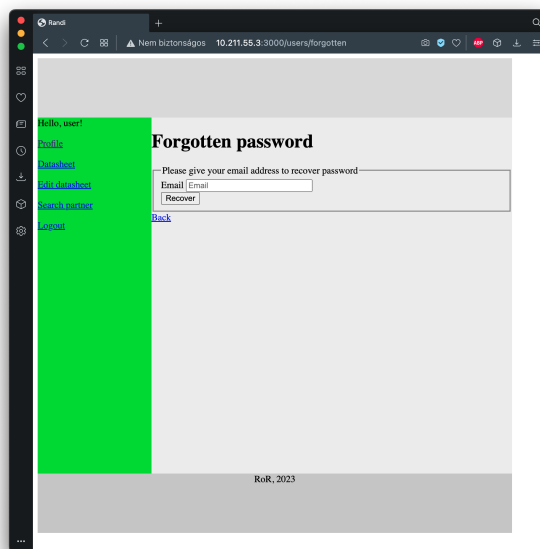 Randi
Nem biztonságos 10.211.55.3:3000/users/forgotten
ABP
Hello, user!
Profile
Datasheet
Edit datasheet
Search partner
Logout
Forgotten password
Please give your email address to recover password
Email Email
Recover
Back
RoR, 2023